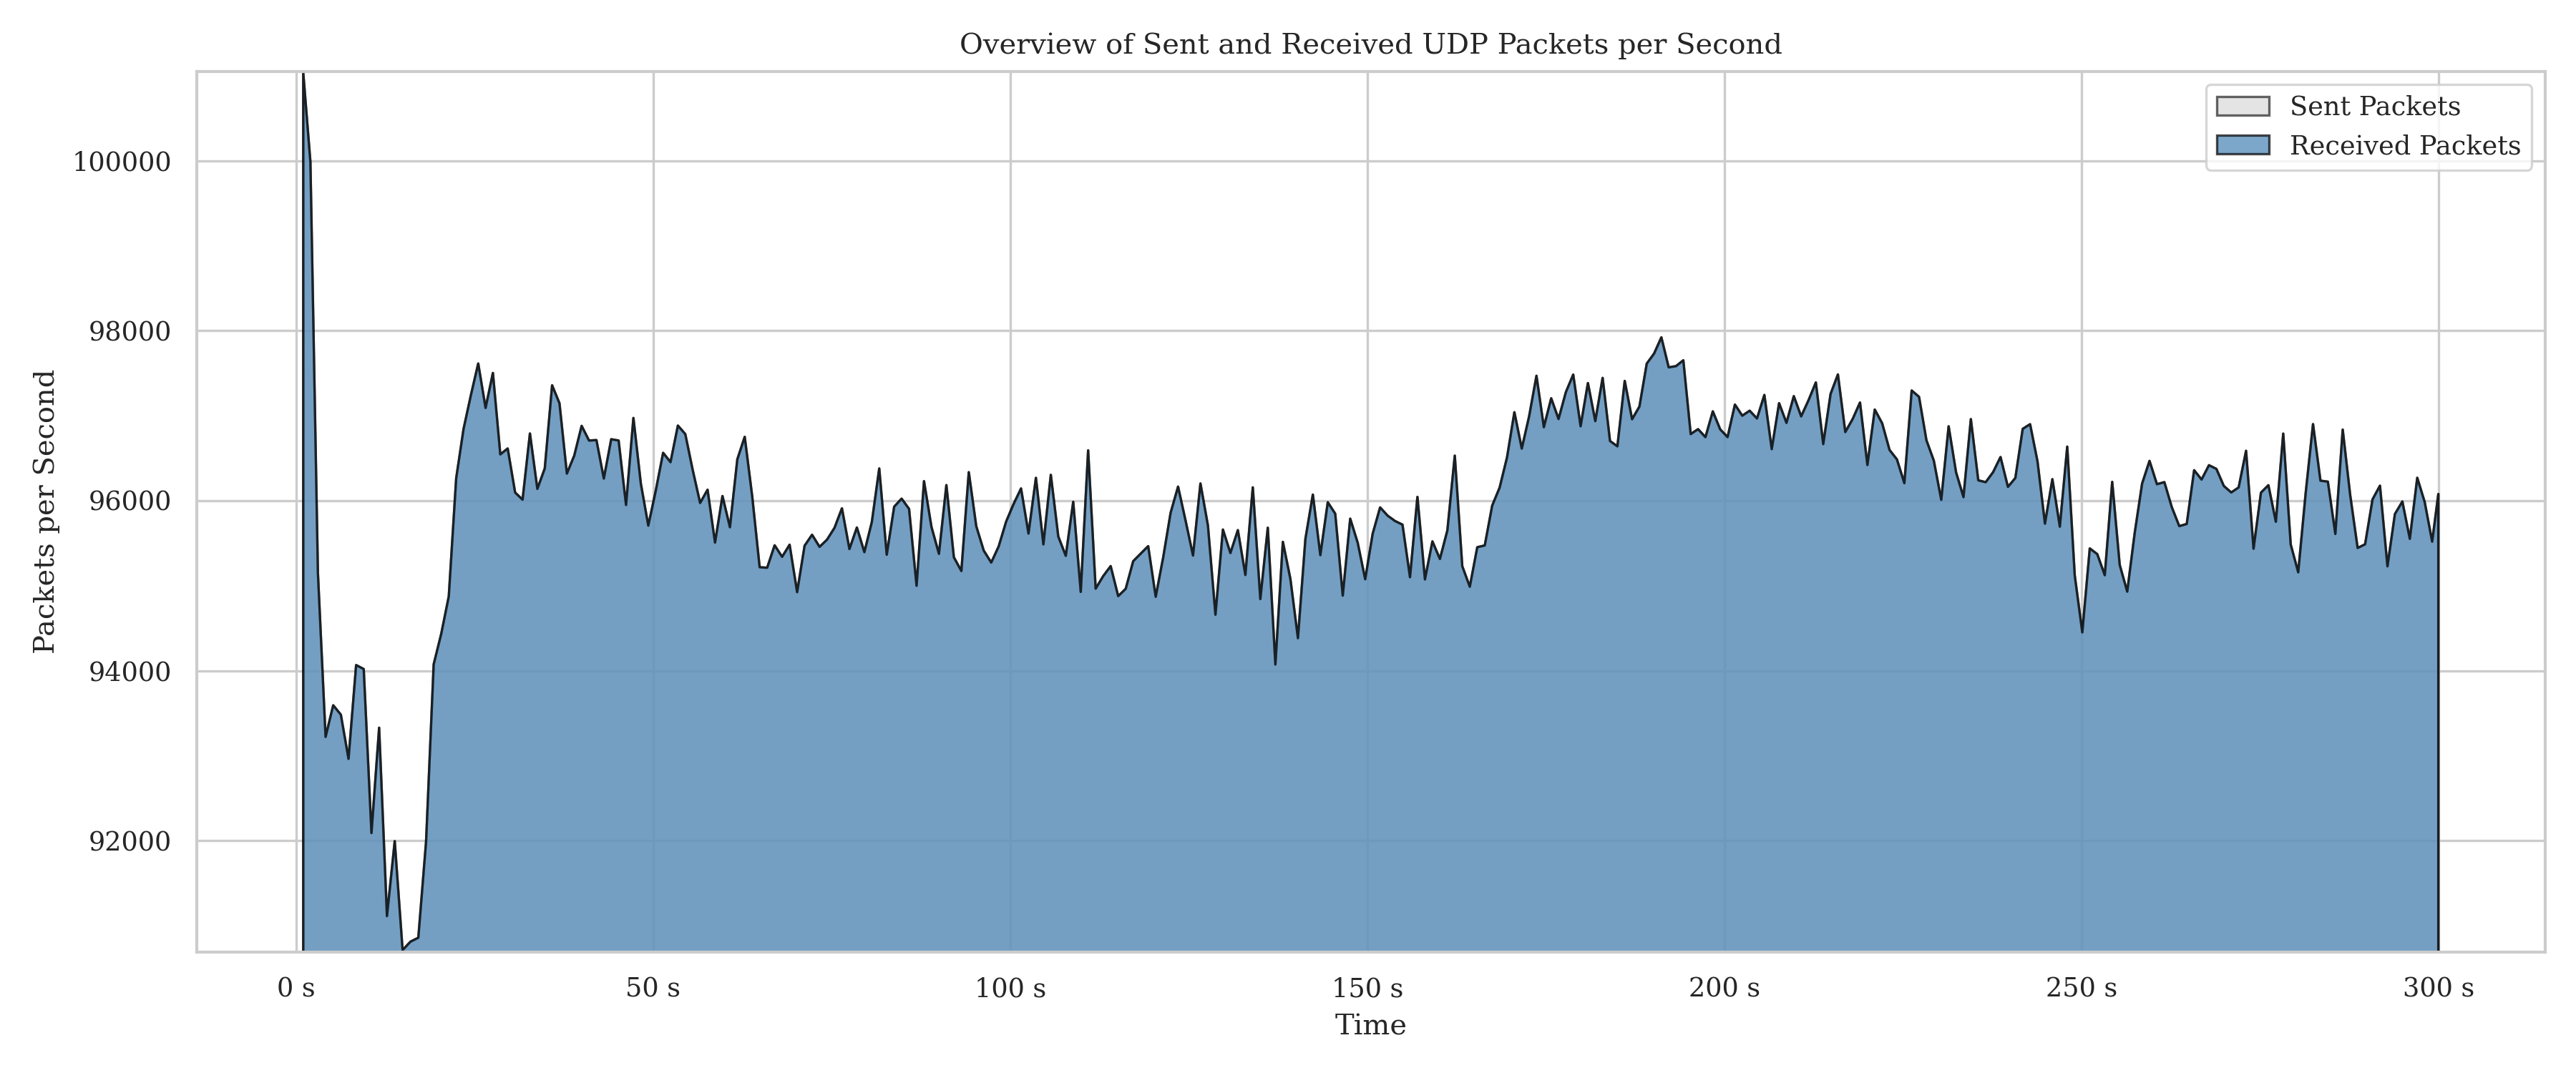 Overview of Sent and Received UDP Packets per Second
Sent Packets
Received Packets
Packets per Second
100000
98000
96000
94000
92000
0 s
50 s
100 s
150 s
200 s
250 s
300 s
Time